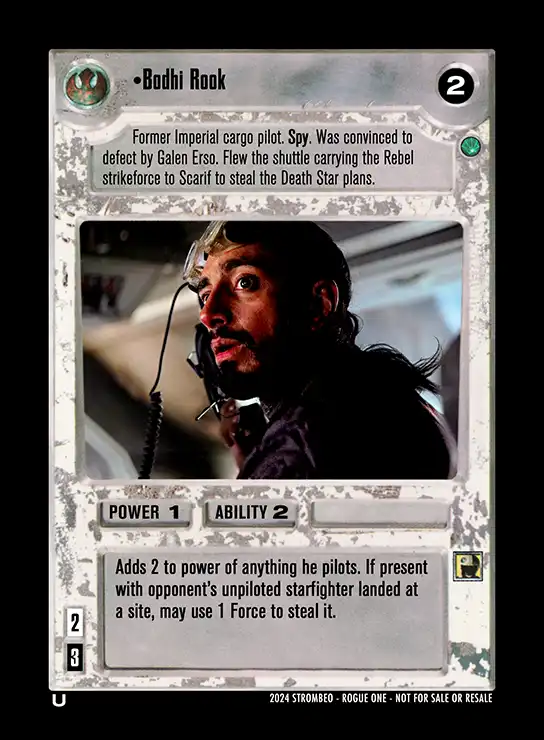 •Bodhi Rook
2
Former Imperial cargo pilot. Spy. Was convinced to
defect by Galen Erso. Flew the shuttle carrying the Rebel
strikeforce to Scarif to steal the Death Star plans.
POWER 1 ABILITY 2
Adds 2 to power of anything he pilots. If present
with opponent's unpiloted starfighter landed at
a site, may use 1 Force to steal it.
2
3
U
2024 STROMBEO - ROGUE ONE - NOT FOR SALE OR RESALE